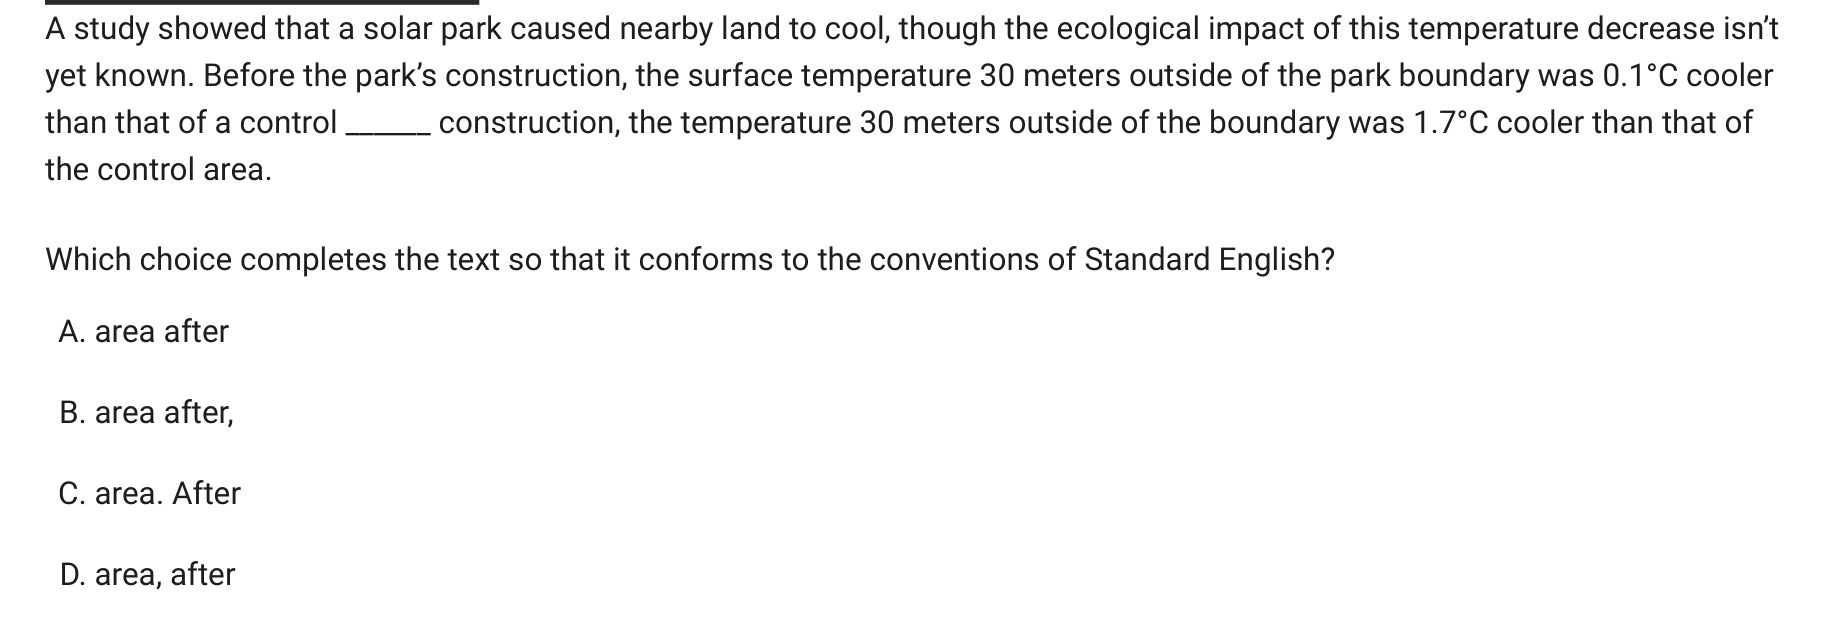 A study showed that a solar park caused nearby land to cool, though the ecological impact of this temperature decrease isn't
yet known. Before the park's construction, the surface temperature 30 meters outside of the park boundary was 0.1°C cooler
than that of a control ______ construction, the temperature 30 meters outside of the boundary was 1.7°C cooler than that of
the control area.
Which choice completes the text so that it conforms to the conventions of Standard English?
A. area after
B. area after,
C. area. After
D. area, after